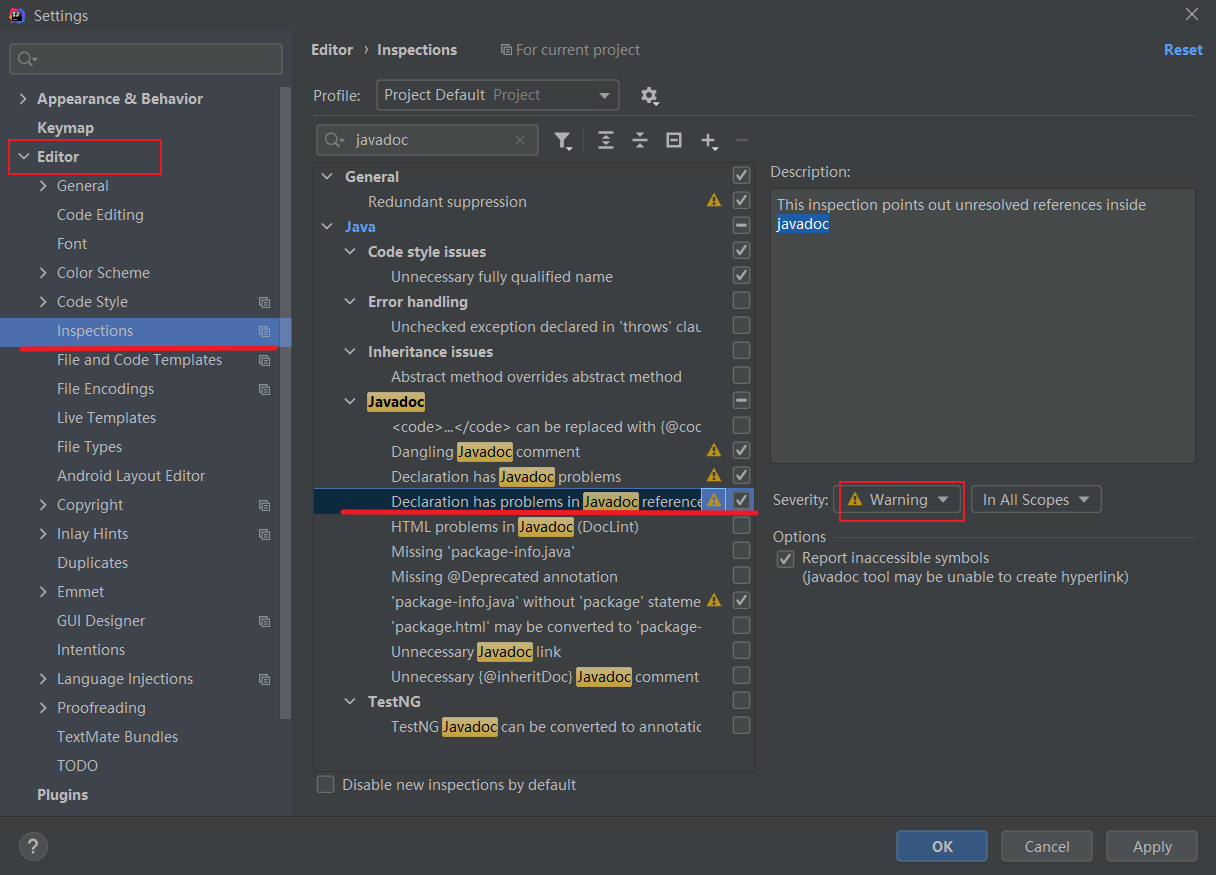 Settings
Editor › Inspections For current project Reset
Profile: Project Default Project
javadoc
Appearance & Behavior
Keymap
Editor
General
Code Editing
Font
Color Scheme
Code Style
Inspections
File and Code Templates
File Encodings
Live Templates
File Types
Android Layout Editor
Copyright
Inlay Hints
Duplicates
Emmet
GUI Designer
Intentions
Language Injections
Proofreading
TextMate Bundles
TODO
Plugins
General
Redundant suppression
Java
Code style issues
Unnecessary fully qualified name
Error handling
Unchecked exception declared in 'throws' clau
Inheritance issues
Abstract method overrides abstract method
Javadoc
<code>...</code> can be replaced with {@coc
Dangling Javadoc comment
Declaration has Javadoc problems
Declaration has problems in Javadoc reference
HTML problems in Javadoc (DocLint)
Missing 'package-info.java'
Missing @Deprecated annotation
'package-info.java' without 'package' stateme
'package.html' may be converted to 'package-
Unnecessary Javadoc link
Unnecessary {@inheritDoc} Javadoc comment
TestNG
TestNG Javadoc can be converted to annotatic
Disable new inspections by default
Description:
This inspection points out unresolved references inside
javadoc
Severity: Warning In All Scopes
Options
Report inaccessible symbols
(javadoc tool may be unable to create hyperlink)
?
OK Cancel Apply